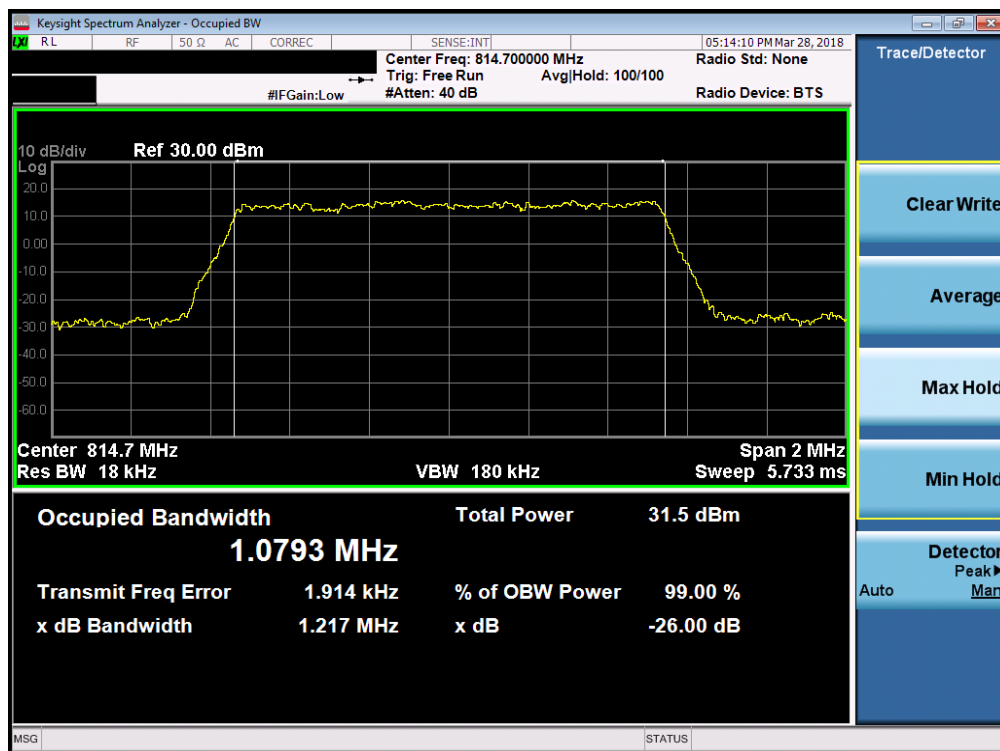 Keysight Spectrum Analyzer - Occupied BW
LXI RL RF 50 Ω AC CORREC SENSE:INT 05:14:10 PM Mar 28, 2018
Center Freq: 814.700000 MHz Radio Std: None
Trig: Free Run Avg|Hold: 100/100
#IFGain:Low #Atten: 40 dB Radio Device: BTS
Trace/Detector
10 dB/div Ref 30.00 dBm
Log
20.0
10.0
0.00
-10.0
-20.0
-30.0
-40.0
-50.0
-60.0
Center 814.7 MHz Span 2 MHz
Res BW 18 kHz VBW 180 kHz Sweep 5.733 ms
Occupied Bandwidth Total Power 31.5 dBm
1.0793 MHz
Transmit Freq Error 1.914 kHz % of OBW Power 99.00 %
x dB Bandwidth 1.217 MHz x dB -26.00 dB
Clear Write
Average
Max Hold
Min Hold
Detector
Peak▶
Auto Man
MSG STATUS